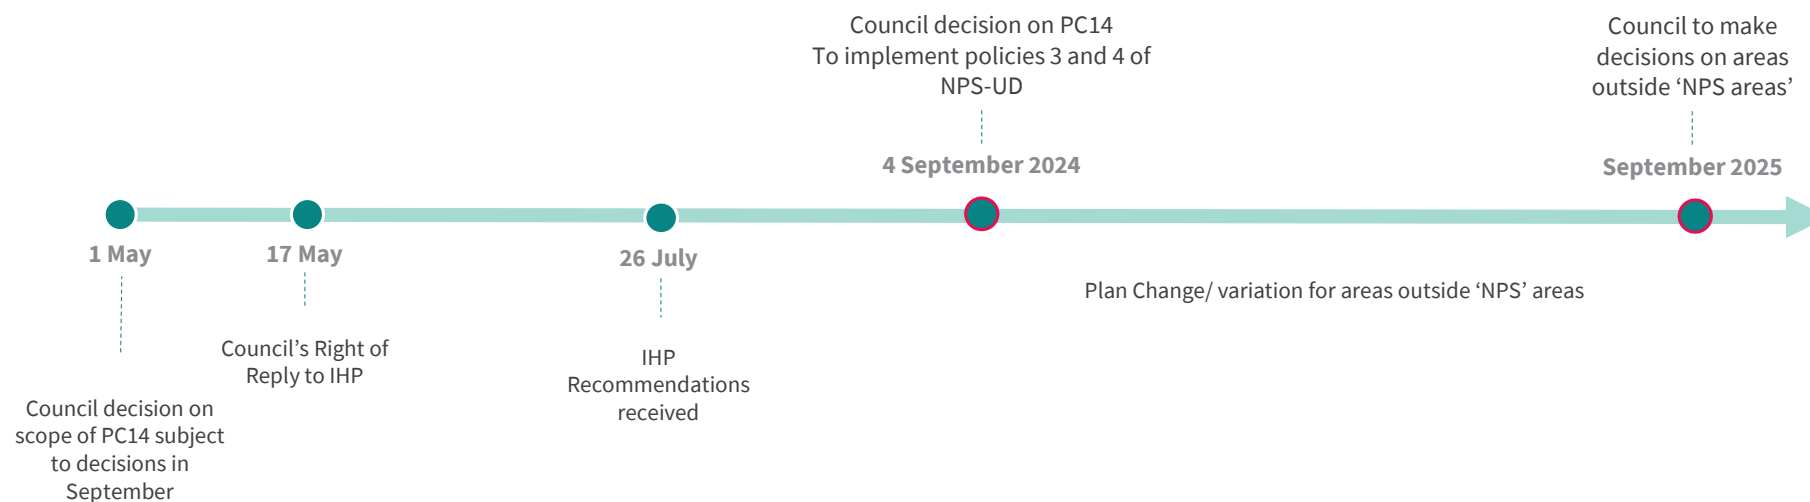 Council decision on PC14
To implement policies 3 and 4 of
NPS-UD
4 September 2024
Council to make
decisions on areas
outside ‘NPS areas’
September 2025
1 May
Council decision on
scope of PC14 subject
to decisions in
September
17 May
Council’s Right of
Reply to IHP
26 July
IHP
Recommendations
received
Plan Change/ variation for areas outside ‘NPS’ areas